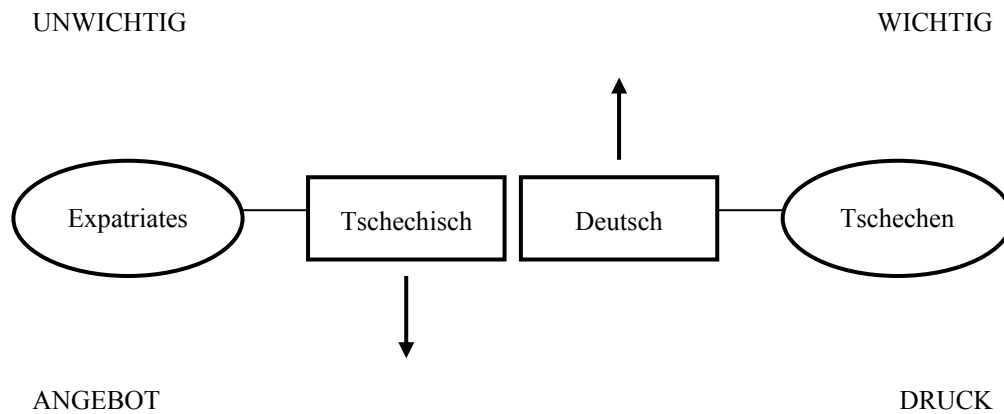 UNWICHTIG WICHTIG
Expatriates Tschechisch Deutsch Tschechen
ANGEBOT DRUCK